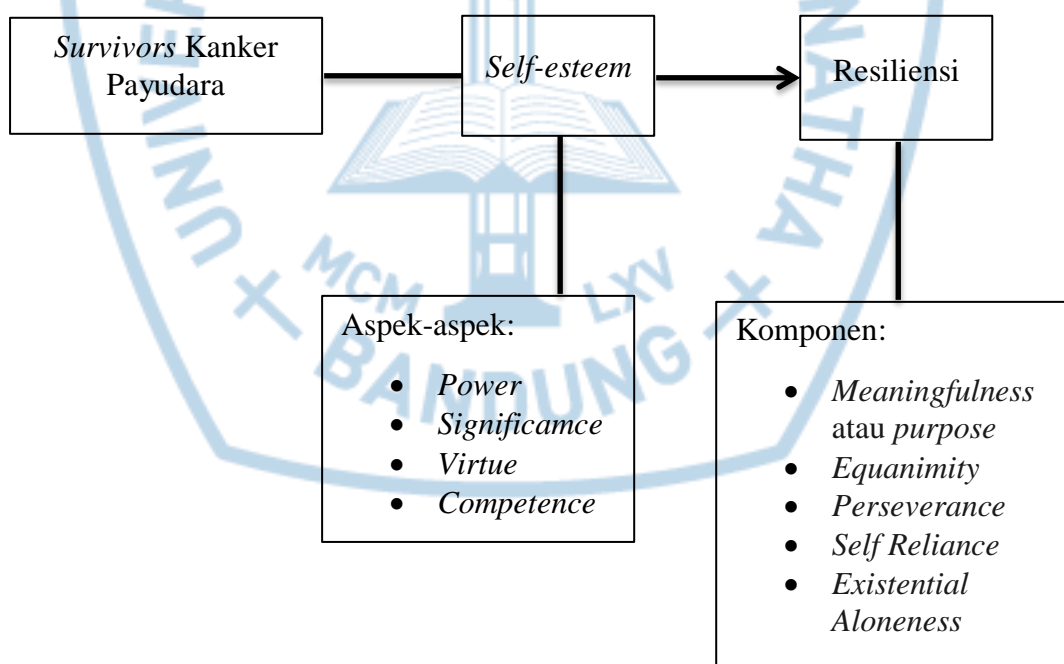 Survivors Kanker
Payudara
Self-esteem
Resiliensi
Aspek-aspek:
• Power
• Significamce
• Virtue
• Competence
Komponen:
• Meaningfulness
atau purpose
• Equanimity
• Perseverance
• Self Reliance
• Existential
Aloneness
MCM LXV
BANDUNG